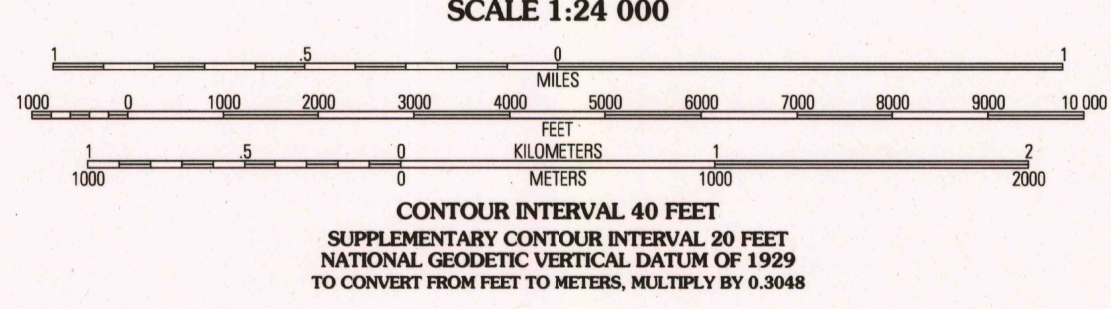 SCALE 1:24 000
1 .5 0 1
MILES
1000 0 1000 2000 3000 4000 5000 6000 7000 8000 9000 10 000
FEET
1 .5 0 KILOMETERS 1 2
1000 0 METERS 1000 2000
CONTOUR INTERVAL 40 FEET
SUPPLEMENTARY CONTOUR INTERVAL 20 FEET
NATIONAL GEODETIC VERTICAL DATUM OF 1929
TO CONVERT FROM FEET TO METERS, MULTIPLY BY 0.3048